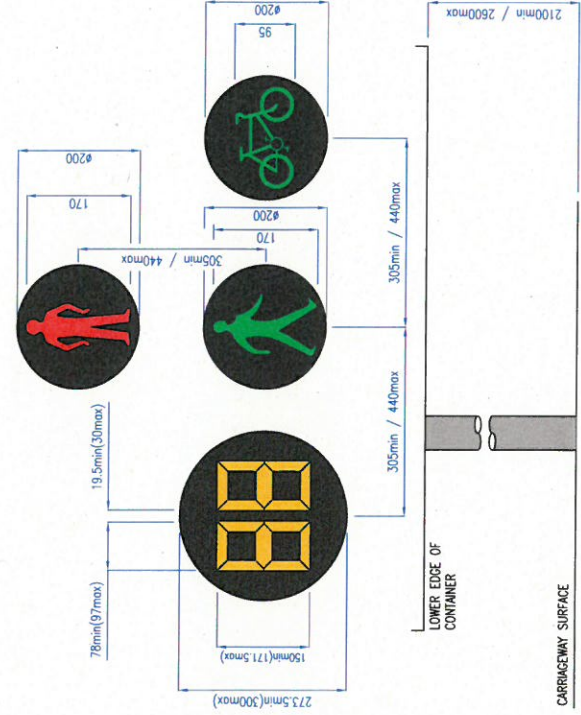 ø200
170
ø200
95
2100min / 2600max
305min / 440max
ø200
170
19.5min(30max)
78min(97max)
305min / 440max
305min / 440max
88
150min(171.5max)
273.5min(300max)
LOWER EDGE OF
CONTAINER
CARRIAGEWAY SURFACE